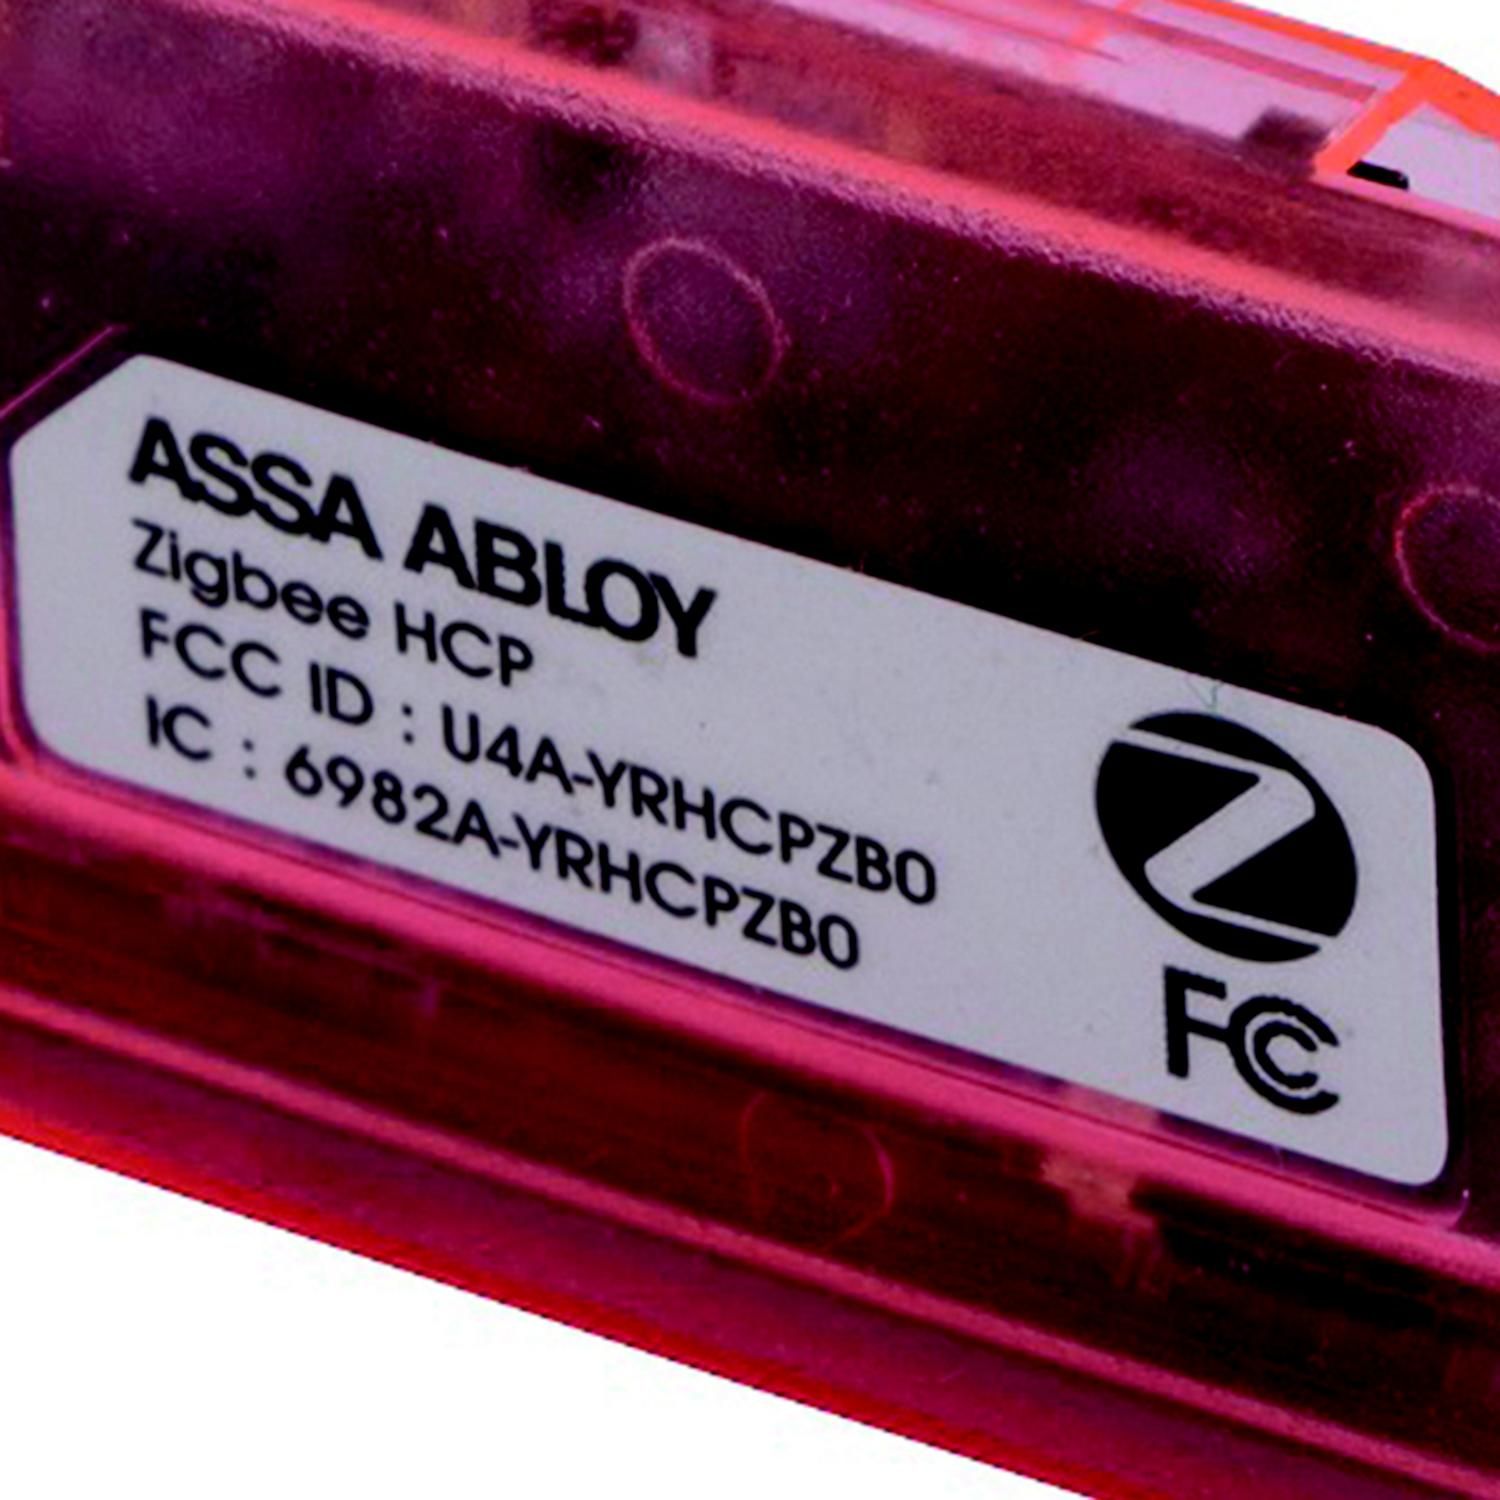 ASSA ABLOY
Zigbee HCP
FCC ID : U4A-YRHCPZB0
IC : 6982A-YRHCPZB0
Z
FC